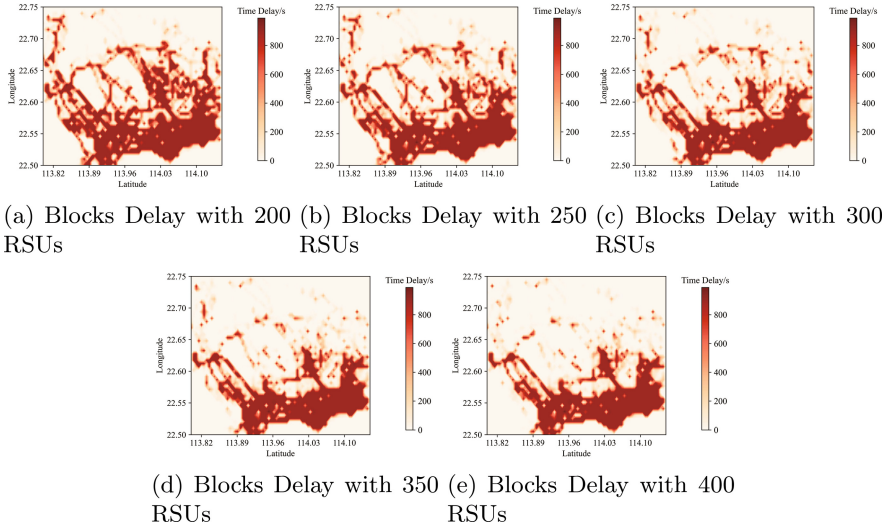 22.75
22.70
22.65
22.60
22.55
22.50
Longitude
113.82 113.89 113.96 114.03 114.10
Latitude
Time Delay/s
800
600
400
200
0
22.75
22.70
22.65
22.60
22.55
22.50
Longitude
113.82 113.89 113.96 114.03 114.10
Latitude
Time Delay/s
800
600
400
200
0
22.75
22.70
22.65
22.60
22.55
22.50
Longitude
113.82 113.89 113.96 114.03 114.10
Latitude
Time Delay/s
800
600
400
200
0
(a) Blocks Delay with 200
RSUs
(b) Blocks Delay with 250
RSUs
(c) Blocks Delay with 300
RSUs
22.75
22.70
22.65
22.60
22.55
22.50
Longitude
113.82 113.89 113.96 114.03 114.10
Latitude
Time Delay/s
800
600
400
200
0
22.75
22.70
22.65
22.60
22.55
22.50
Longitude
113.82 113.89 113.96 114.03 114.10
Latitude
Time Delay/s
800
600
400
200
0
(d) Blocks Delay with 350
RSUs
(e) Blocks Delay with 400
RSUs